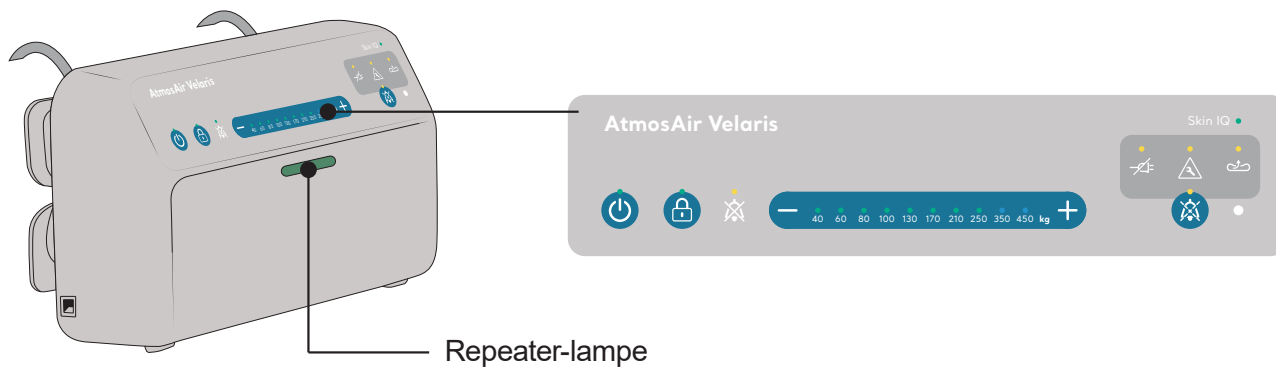 AtmosAir Velaris
Skin IQ
AtmosAir Velaris
Skin IQ
40 60 80 100 130 170 210 250 350 450 kg
Repeater-lampe